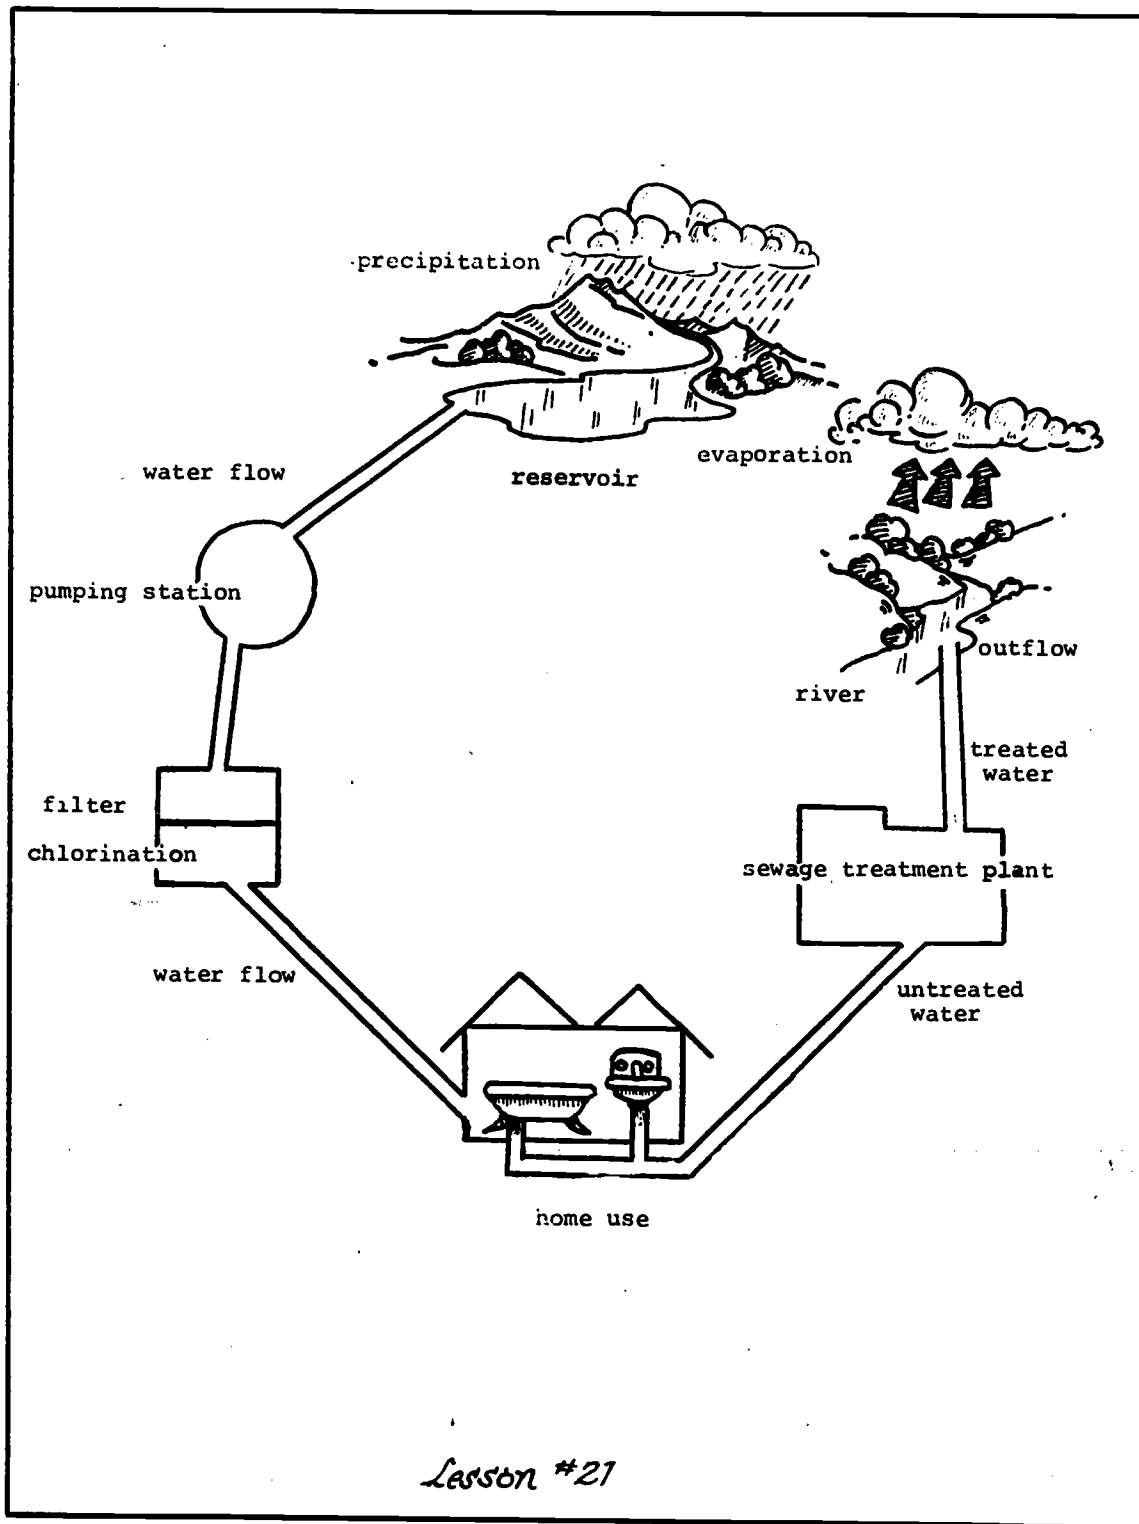 precipitation
evaporation
water flow
reservoir
pumping station
outflow
river
treated
water
filter
chlorination
sewage treatment plant
water flow
untreated
water
home use
Lesson #21